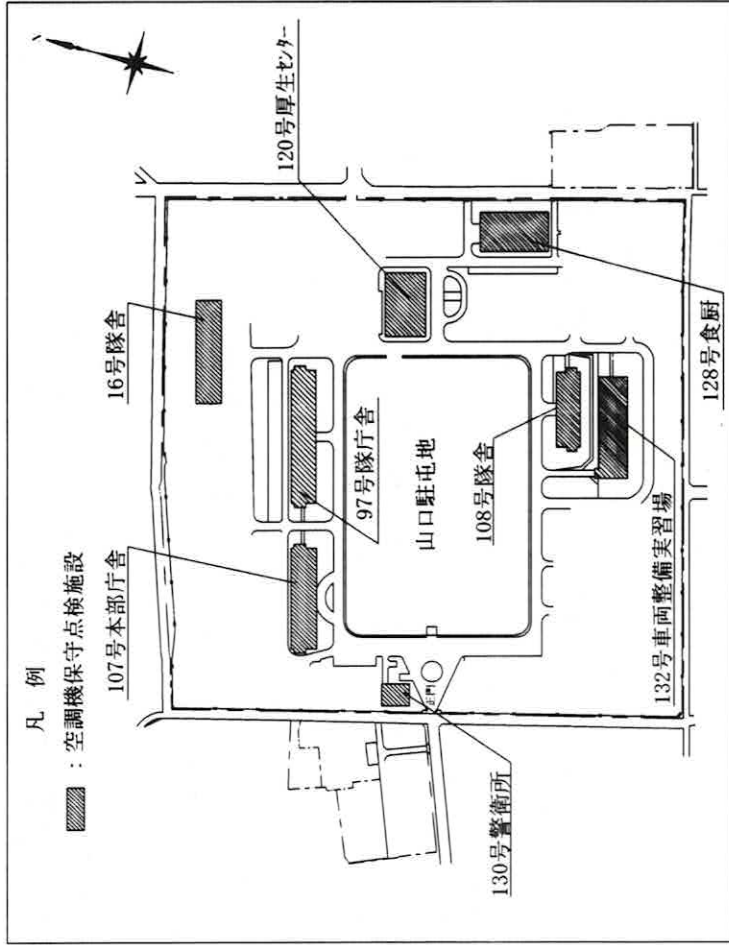 凡例
：空調機保守点検施設
107号本部庁舎
16号隊舎
120号厚生センター
97号隊庁舎
山口駐屯地
108号隊舎
正門
130号警衛所
132号車両整備実習場
128号食厨